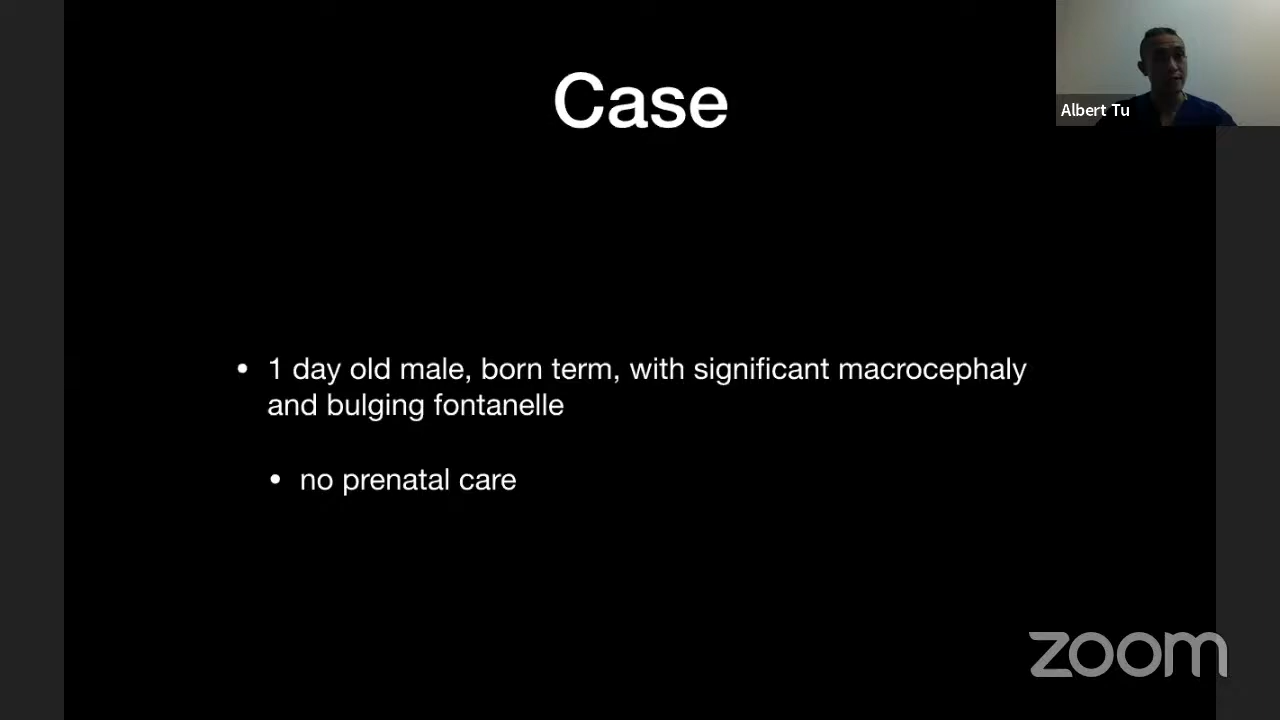 Case
Albert Tu
• 1 day old male, born term, with significant macrocephaly
and bulging fontanelle
• no prenatal care
zoom